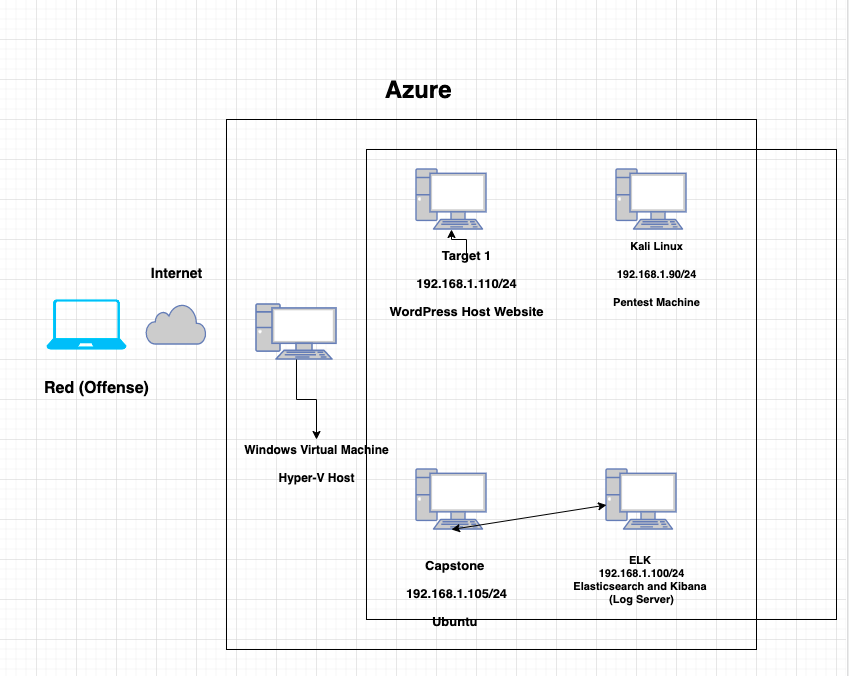 Azure
Internet
Red (Offense)
Windows Virtual Machine
Hyper-V Host
Target 1
192.168.1.110/24
WordPress Host Website
Kali Linux
192.168.1.90/24
Pentest Machine
Capstone
192.168.1.105/24
Ubuntu
ELK
192.168.1.100/24
Elasticsearch and Kibana
(Log Server)